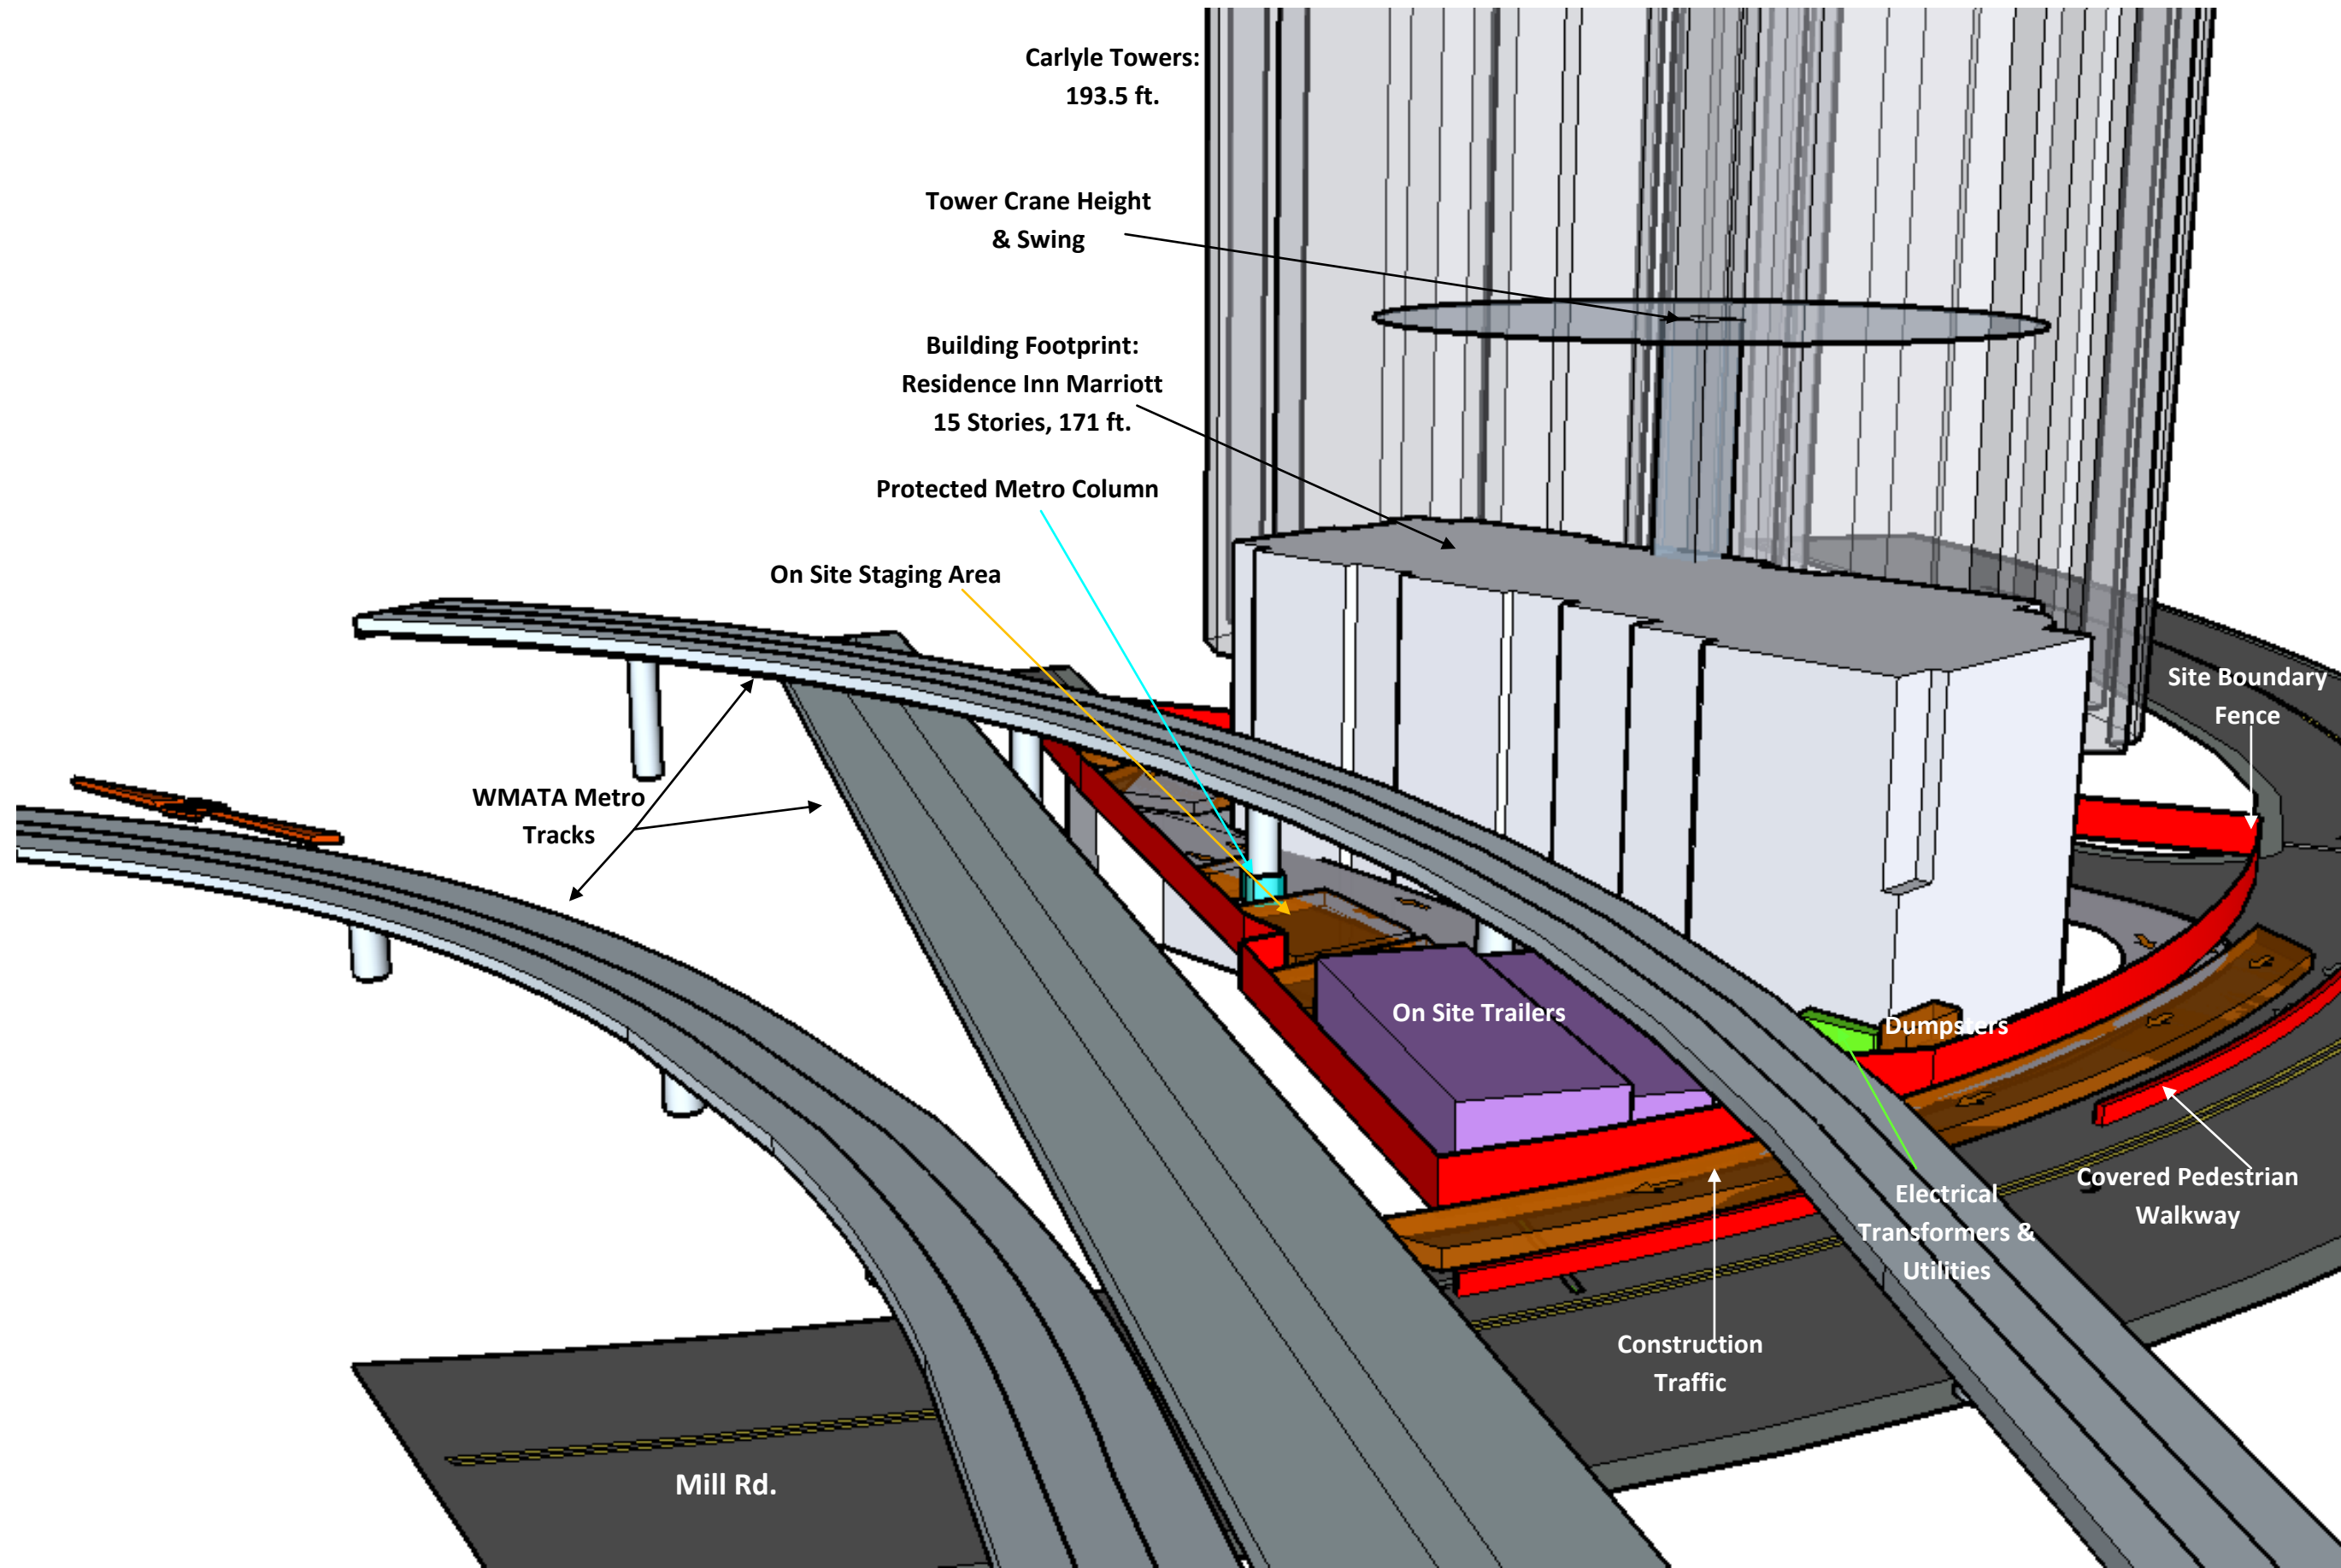 Carlyle Towers:
193.5 ft.
Tower Crane Height
& Swing
Building Footprint:
Residence Inn Marriott
15 Stories, 171 ft.
Protected Metro Column
On Site Staging Area
Site Boundary
Fence
WMATA Metro
Tracks
On Site Trailers
Dumpsters
Covered Pedestrian
Walkway
Electrical
Transformers &
Utilities
Construction
Traffic
Mill Rd.